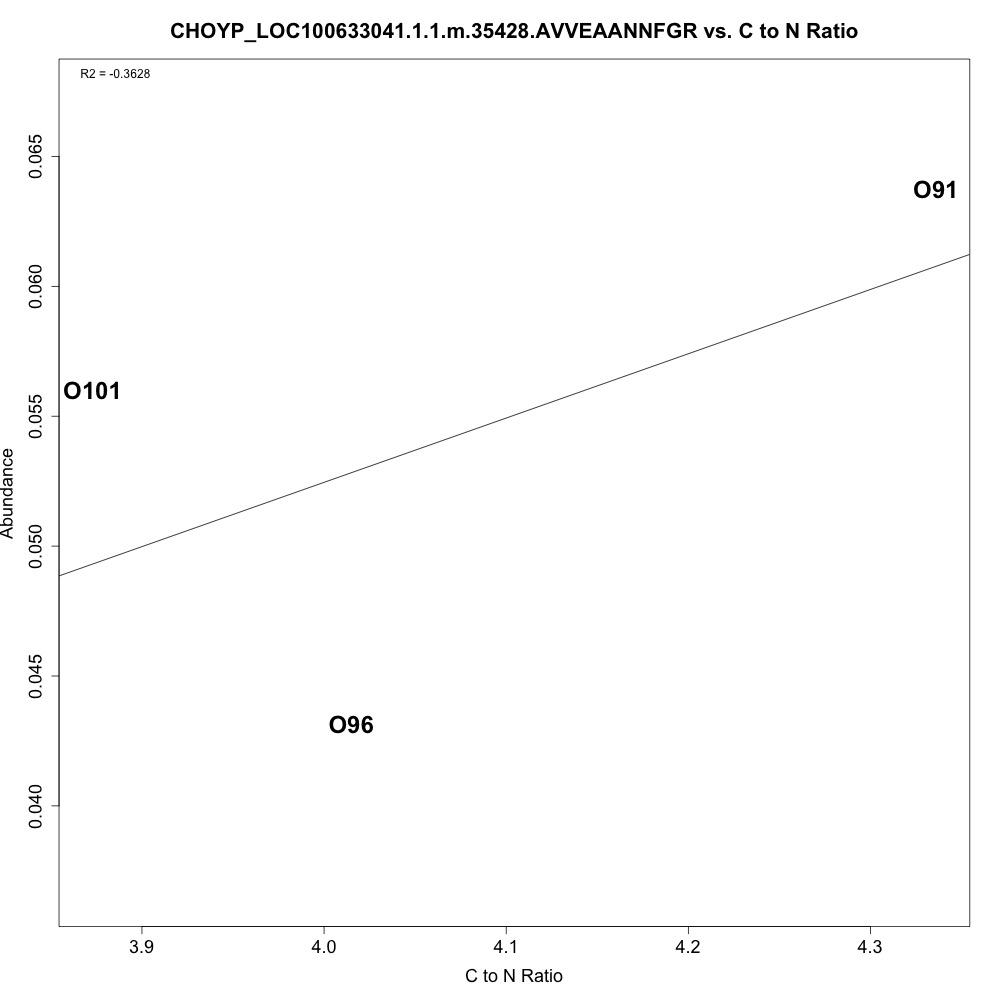 CHOYP_LOC100633041.1.1.m.35428.AVVEAANNFGR vs. C to N Ratio
R2 = -0.3628
0.065
O91
0.060
O101
0.055
Abundance
0.050
0.045
O96
0.040
3.9 4.0 4.1 4.2 4.3
C to N Ratio